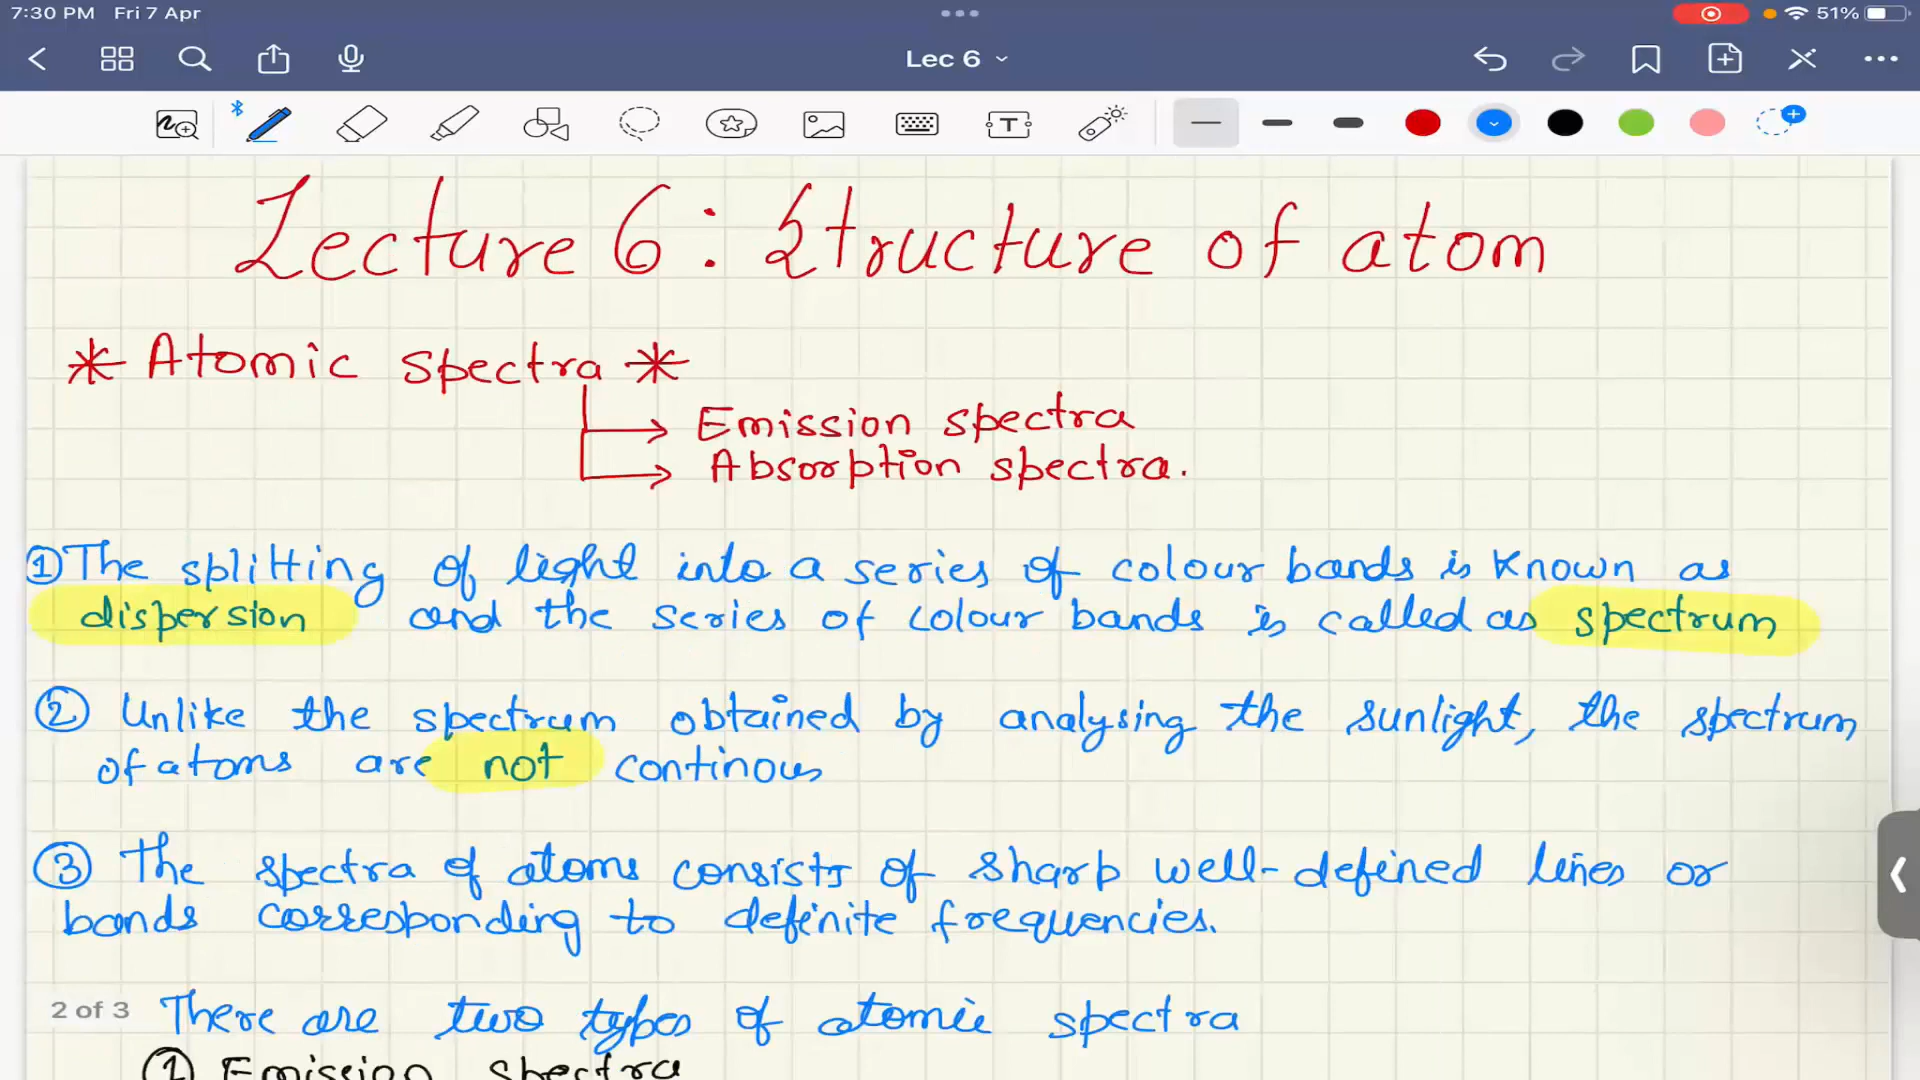 7:30 PM Fri 7 Apr
51%
Lec 6
Lecture 6 : Structure of atom
* Atomic spectra *
→ Emission spectra
→ Absorption spectra.
① The splitting of light into a series of colour bands is known as
dispersion and the series of colour bands is called as spectrum
② Unlike the spectrum obtained by analysing the sunlight, the spectrum
of atoms are not continous
③ The spectra of atoms consists of sharp well-defined lines or
bands corresponding to definite frequencies.
2 of 3
There are two types of atomic spectra
① Emission spectra